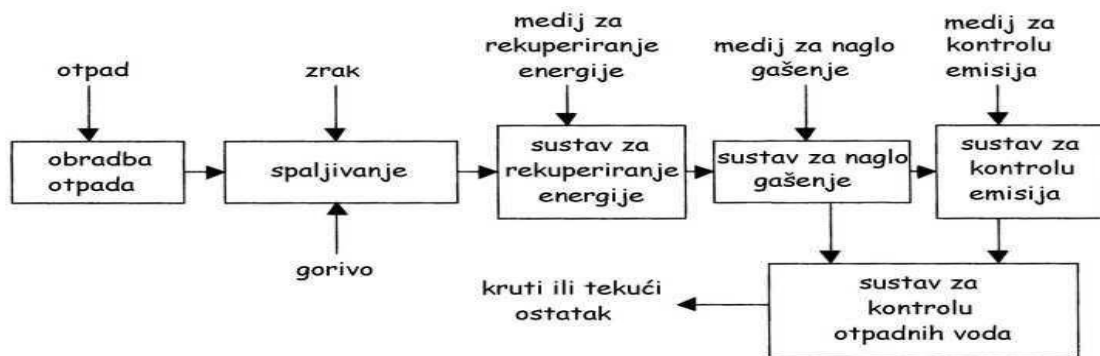 otpad
zrak
medij za
rekuperiranje
energije
medij za naglo
gašenje
medij za
kontrolu
emisija
obradba
otpada
spaljivanje
sustav za
rekuperiranje
energije
sustav za naglo
gašenje
sustav za
kontrolu
emisija
gorivo
kruti ili tekući
ostatak
sustav za
kontrolu
otpadnih voda